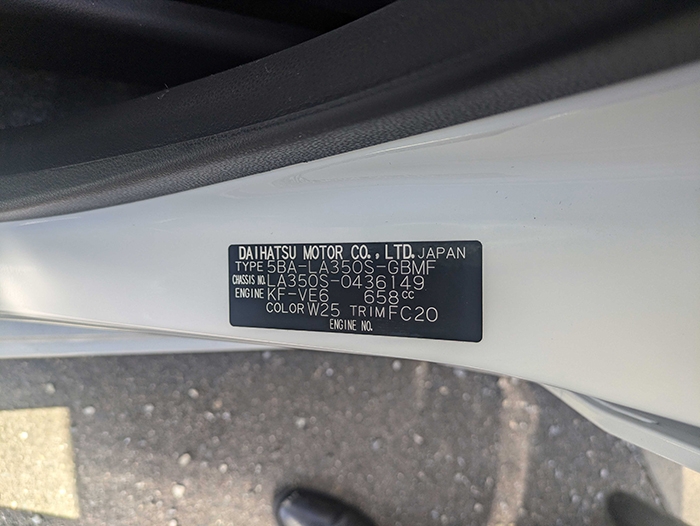 DAIHATSU MOTOR CO., LTD. JAPAN
TYPE 5BA-LA350S-GBMF
CHASSIS NO. LA350S-0436149
ENGINE KF-VE6 658cc
COLOR W25 TRIM FC20
ENGINE NO.